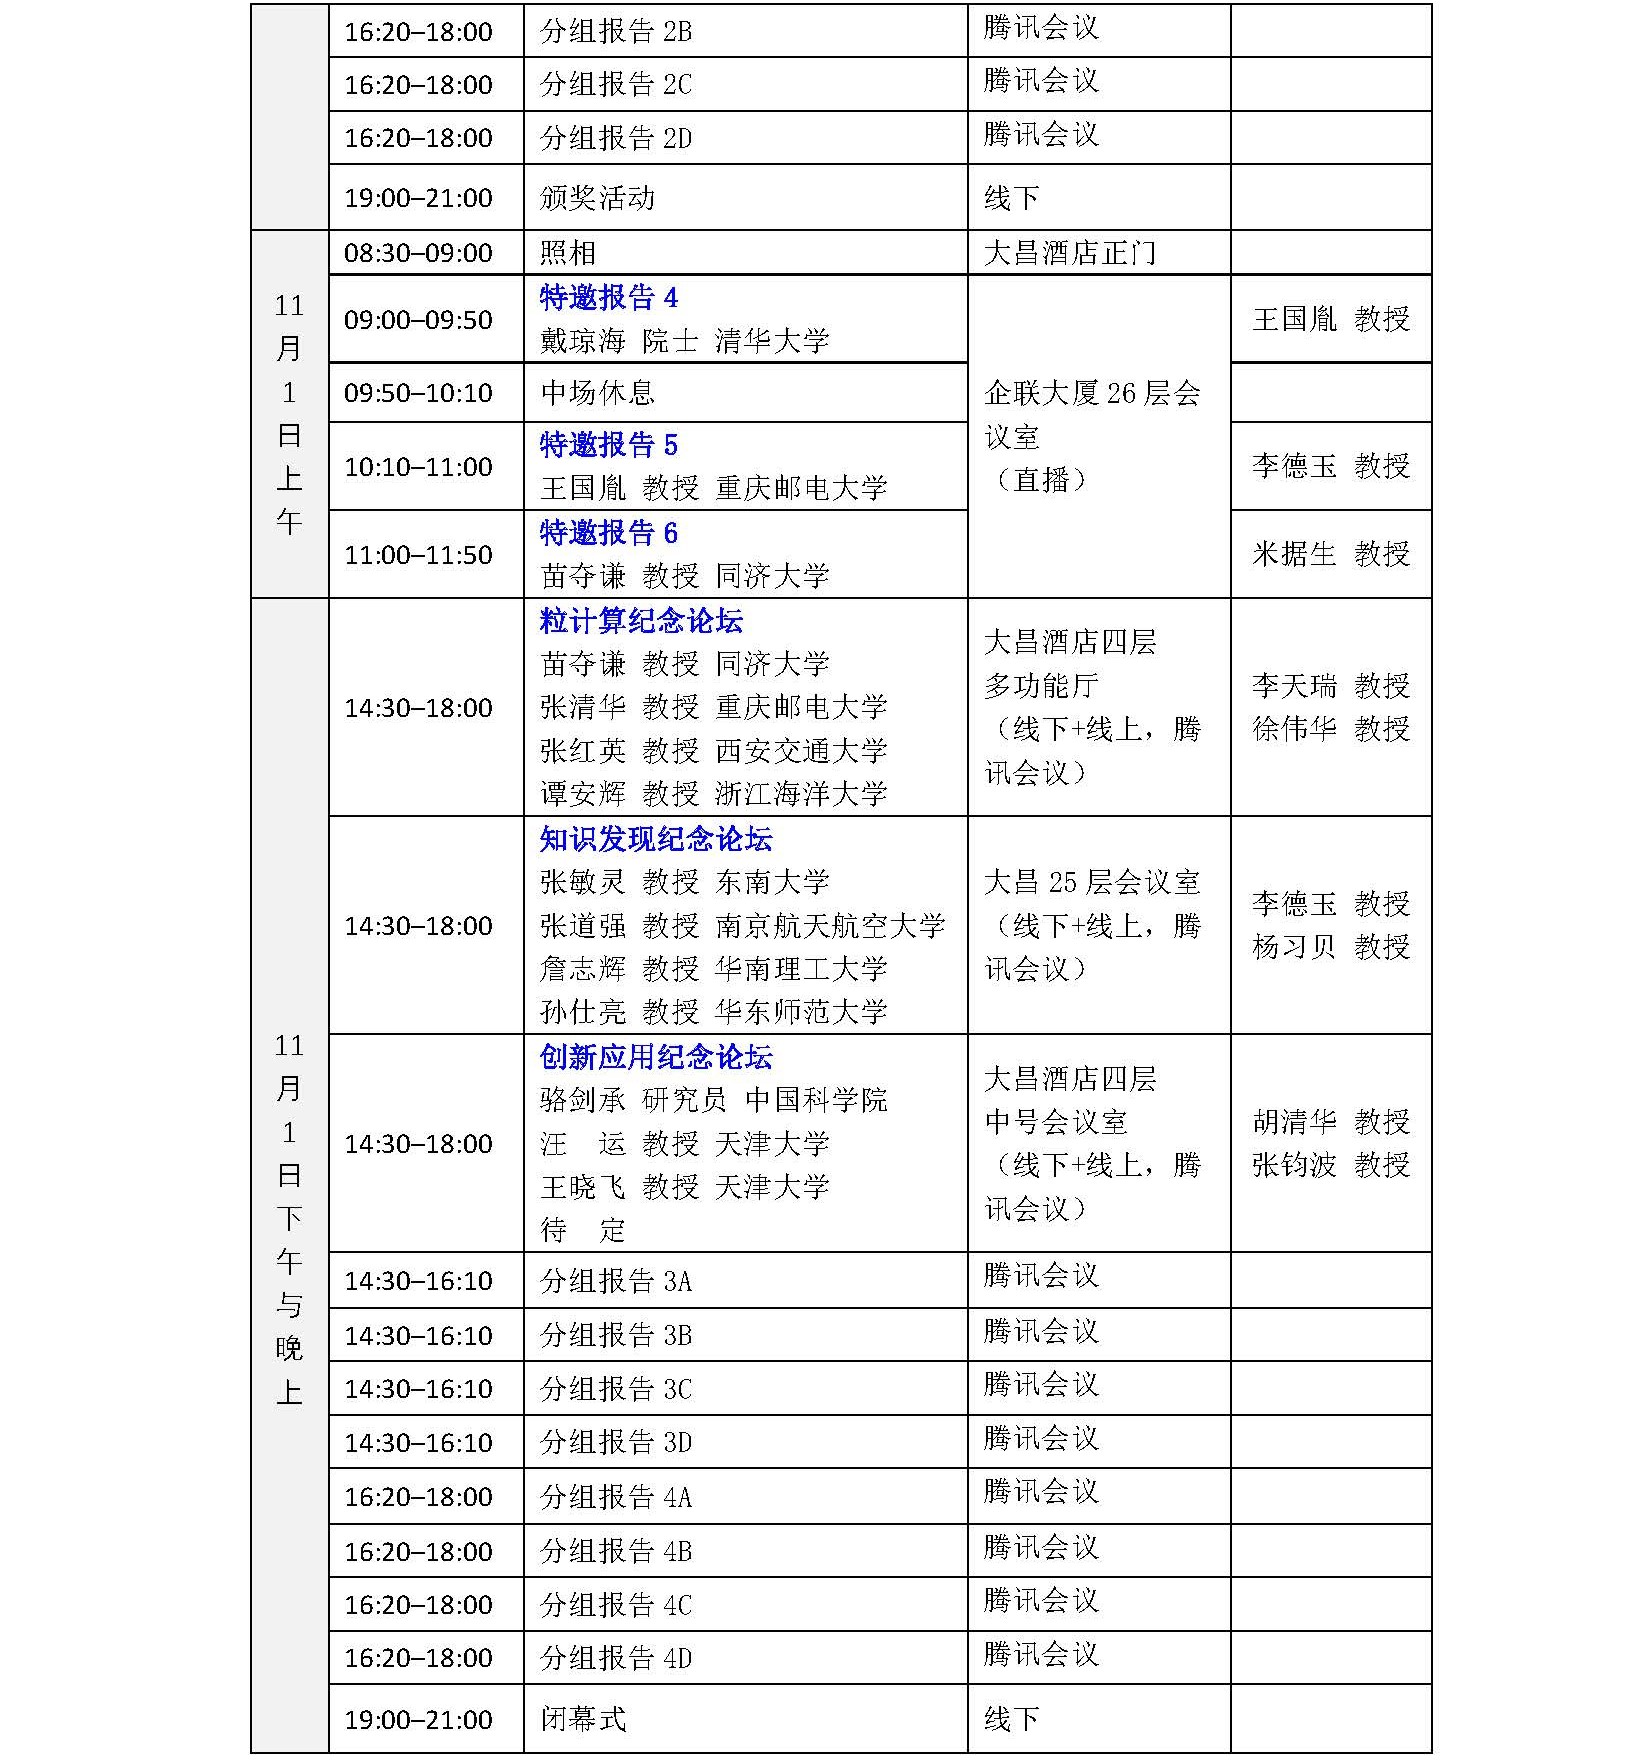 16:20–18:00 分组报告 2B 腾讯会议
16:20–18:00 分组报告 2C 腾讯会议
16:20–18:00 分组报告 2D 腾讯会议
19:00–21:00 颁奖活动 线下
11
月
1
日
上
午
08:30–09:00 照相 大昌酒店正门
09:00–09:50
特邀报告 4
戴琼海 院士 清华大学
企联大厦 26 层会
议室
（直播）
王国胤 教授
09:50–10:10 中场休息
10:10–11:00
特邀报告 5
王国胤 教授 重庆邮电大学
李德玉 教授
11:00–11:50
特邀报告 6
苗夺谦 教授 同济大学
米据生 教授
11
月
1
日
下
午
与
晚
上
14:30–18:00
粒计算纪念论坛
苗夺谦 教授 同济大学
张清华 教授 重庆邮电大学
张红英 教授 西安交通大学
谭安辉 教授 浙江海洋大学
大昌酒店四层
多功能厅
（线下+线上，腾
讯会议）
李天瑞 教授
徐伟华 教授
14:30–18:00
知识发现纪念论坛
张敏灵 教授 东南大学
张道强 教授 南京航天航空大学
詹志辉 教授 华南理工大学
孙仕亮 教授 华东师范大学
大昌 25 层会议室
（线下+线上，腾
讯会议）
李德玉 教授
杨习贝 教授
14:30–18:00
创新应用纪念论坛
骆剑承 研究员 中国科学院
汪 运 教授 天津大学
王晓飞 教授 天津大学
待 定
大昌酒店四层
中号会议室
（线下+线上，腾
讯会议）
胡清华 教授
张钧波 教授
14:30–16:10 分组报告 3A 腾讯会议
14:30–16:10 分组报告 3B 腾讯会议
14:30–16:10 分组报告 3C 腾讯会议
14:30–16:10 分组报告 3D 腾讯会议
16:20–18:00 分组报告 4A 腾讯会议
16:20–18:00 分组报告 4B 腾讯会议
16:20–18:00 分组报告 4C 腾讯会议
16:20–18:00 分组报告 4D 腾讯会议
19:00–21:00 闭幕式 线下